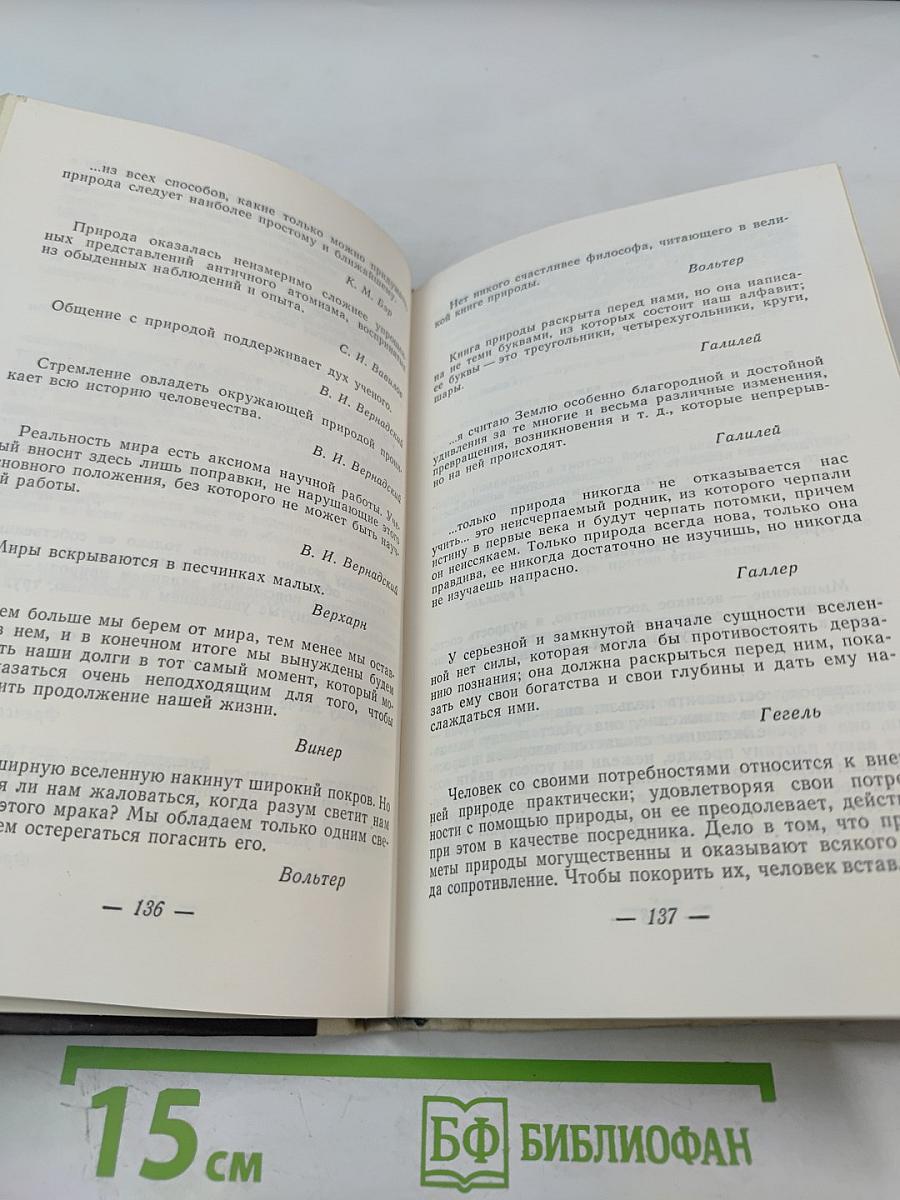 ...из всех способов, какие только можно придумать,
природа следует наиболее простому и ближайшему.
К. М. Бэр
Природа оказалась неизмеримо сложнее упрощен-
ных представлений античного атомизма, воспринятых
из обыденных наблюдений и опыта.
С. И. Вавилов
Общение с природой поддерживает дух ученого.
В. И. Вернадский
Стремление овладеть окружающей природой прони-
кает всю историю человечества.
В. И. Вернадский
Реальность мира есть аксиома научной работы. Уче-
ый вносит здесь лишь поправки, не нарушающие этого
сновного положения, без которого не может быть науч-
й работы.
В. И. Вернадский
Миры вскрываются в песчинках малых.
Верхарн
ем больше мы берем от мира, тем менее мы остав-
в нем, и в конечном итоге мы вынуждены будем
ть наши долги в тот самый момент, который мо-
казаться очень неподходящим для того, чтобы
ить продолжение нашей жизни.
Винер
ширную вселенную накинут широкий покров. Но
я ли нам жаловаться, когда разум светит нам
этого мрака? Мы обладаем только одним све-
ем остерегаться погасить его.
Вольтер
— 136 —
Нет никого счастливее философа, читающего в вели-
кой книге природы.
Вольтер
Книга природы раскрыта перед нами, но она написа-
на не теми буквами, из которых состоит наш алфавит;
ее буквы — это треугольники, четырехугольники, круги,
шары.
Галилей
...я считаю Землю особенно благородной и достойной
удивления за те многие и весьма различные изменения,
превращения, возникновения и т. д., которые непрерыв-
но на ней происходят.
Галилей
...только природа никогда не отказывается нас
учить... это неисчерпаемый родник, из которого черпали
истину в первые века и будут черпать потомки, причем
он неиссякаем. Только природа всегда нова, только она
правдива, ее никогда достаточно не изучишь, но никогда
не изучаешь напрасно.
Галлер
У серьезной и замкнутой вначале сущности вселен-
ной нет силы, которая могла бы противостоять дерза-
нию познания; она должна раскрыться перед ним, пока-
зать ему свои богатства и свои глубины и дать ему на-
слаждаться ими.
Гегель
Человек со своими потребностями относится к внеш
ней природе практически; удовлетворяя свои потреб
ности с помощью природы, он ее преодолевает, действ
при этом в качестве посредника. Дело в том, что пр
меты природы могущественны и оказывают всякого
да сопротивление. Чтобы покорить их, человек встав
— 137 —
15 см
БФ БИБЛИОФАН